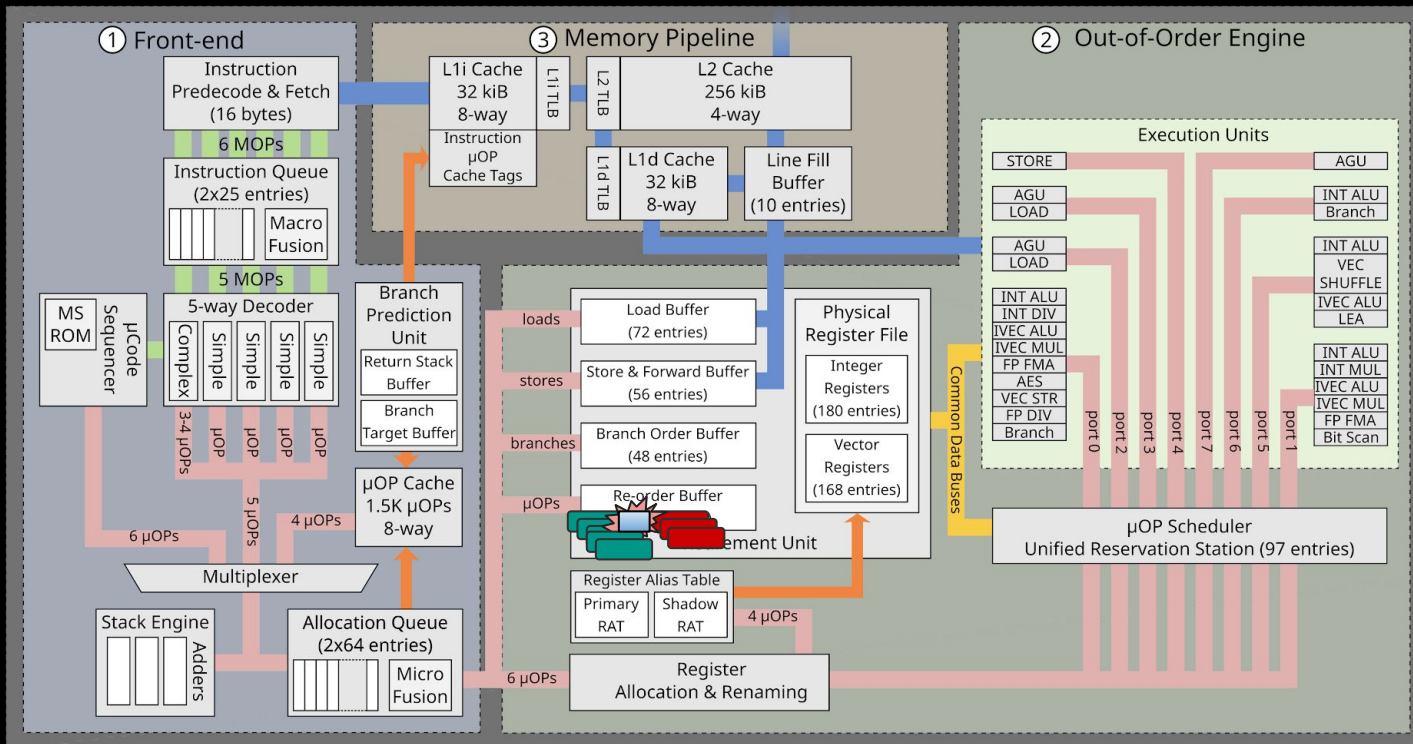 ① Front-end
Instruction
Predecode & Fetch
(16 bytes)
6 MOPs
Instruction Queue
(2x25 entries)
Macro
Fusion
5 MOPs
MS
ROM
µCode
Sequencer
5-way Decoder
Complex
Simple
Simple
Simple
Simple
3-4 µOPs
µOP
µOP
µOP
µOP
5 µOPs
6 µOPs
4 µOPs
Branch
Prediction
Unit
Return Stack
Buffer
Branch
Target Buffer
µOP Cache
1.5K µOPs
8-way
Multiplexer
Stack Engine
Adders
Allocation Queue
(2x64 entries)
Micro
Fusion
③ Memory Pipeline
L1i Cache
32 kiB
8-way
L1i TLB
Instruction
µOP
Cache Tags
L2 TLB
L2 Cache
256 kiB
4-way
L1d TLB
L1d Cache
32 kiB
8-way
Line Fill
Buffer
(10 entries)
② Out-of-Order Engine
Execution Units
STORE
AGU
LOAD
AGU
LOAD
INT ALU
INT DIV
IVEC ALU
IVEC MUL
FP FMA
AES
VEC STR
FP DIV
Branch
AGU
INT ALU
Branch
INT ALU
VEC
SHUFFLE
IVEC ALU
LEA
INT ALU
INT MUL
IVEC ALU
IVEC MUL
FP FMA
Bit Scan
port 0
port 2
port 3
port 4
port 7
port 6
port 5
port 1
Common Data Buses
µOP Scheduler
Unified Reservation Station (97 entries)
loads
stores
branches
µOPs
Load Buffer
(72 entries)
Store & Forward Buffer
(56 entries)
Branch Order Buffer
(48 entries)
Re-order Buffer
Unit
Physical
Register File
Integer
Registers
(180 entries)
Vector
Registers
(168 entries)
Register Alias Table
Primary
RAT
Shadow
RAT
4 µOPs
6 µOPs
Register
Allocation & Renaming